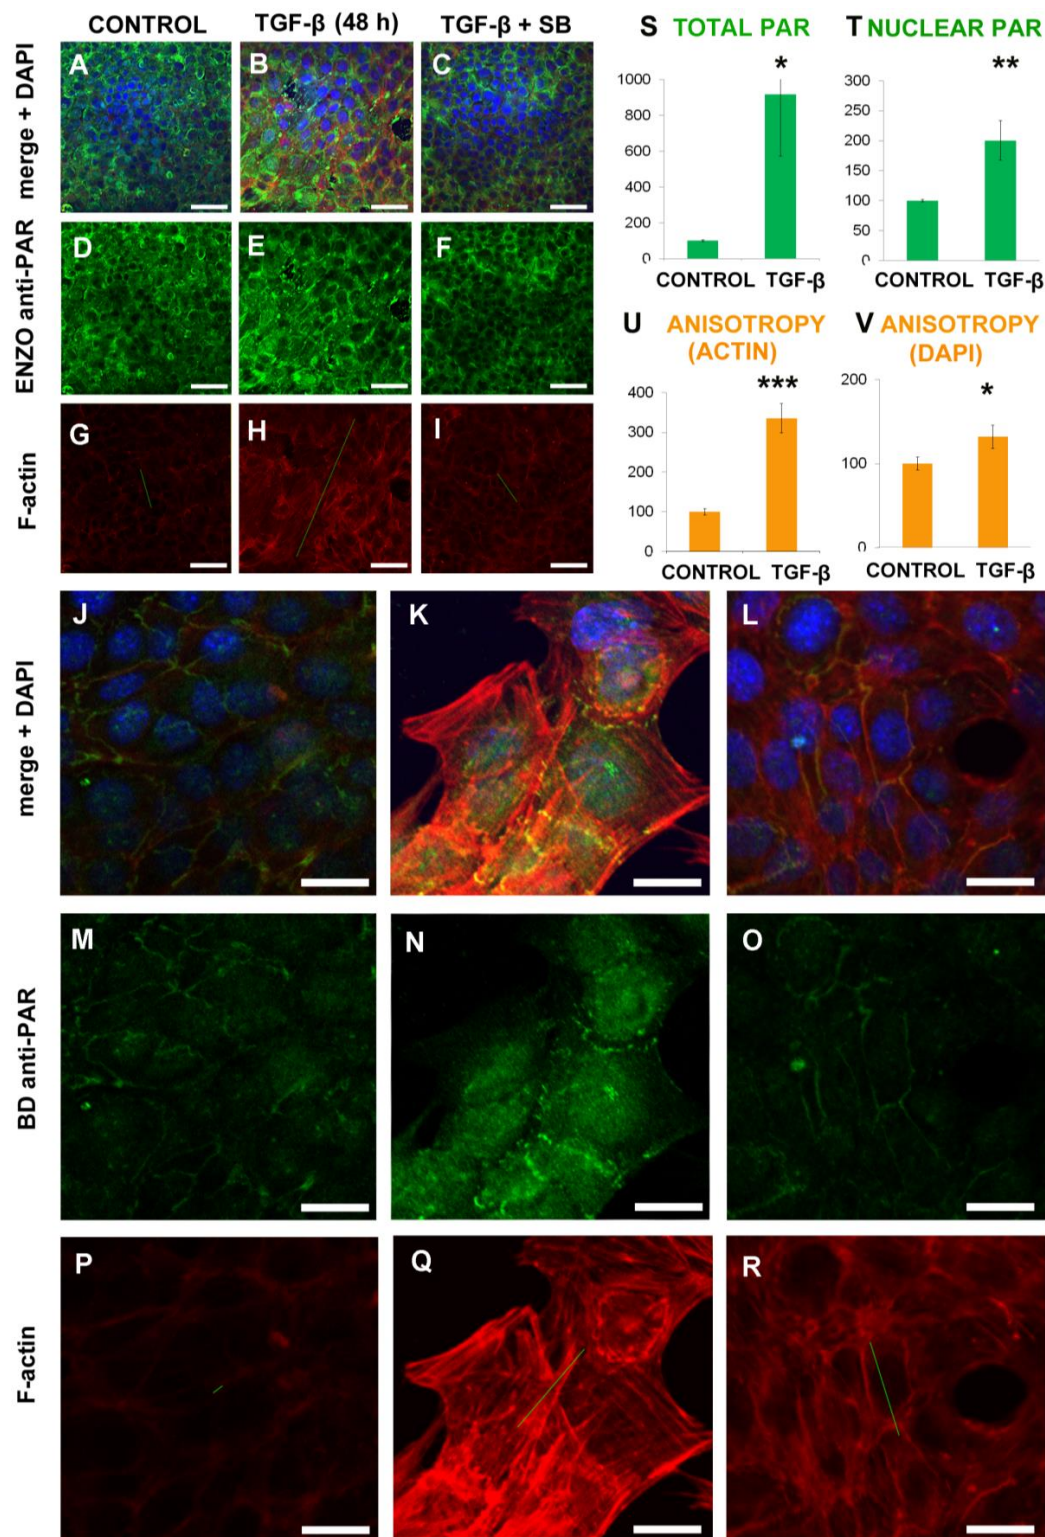 CONTROL TGF-β (48 h) TGF-β + SB
merge + DAPI
A B C
ENZO anti-PAR
D E F
F-actin
G H I
S TOTAL PAR
*
1000
800
600
400
200
0
CONTROL TGF-β
T NUCLEAR PAR
**
300
250
200
150
100
50
0
CONTROL TGF-β
U ANISOTROPY
(ACTIN)
***
400
300
200
100
0
CONTROL TGF-β
V ANISOTROPY
(DAPI)
*
200
100
0
CONTROL TGF-β
merge + DAPI
J K L
BD anti-PAR
M N O
F-actin
P Q R